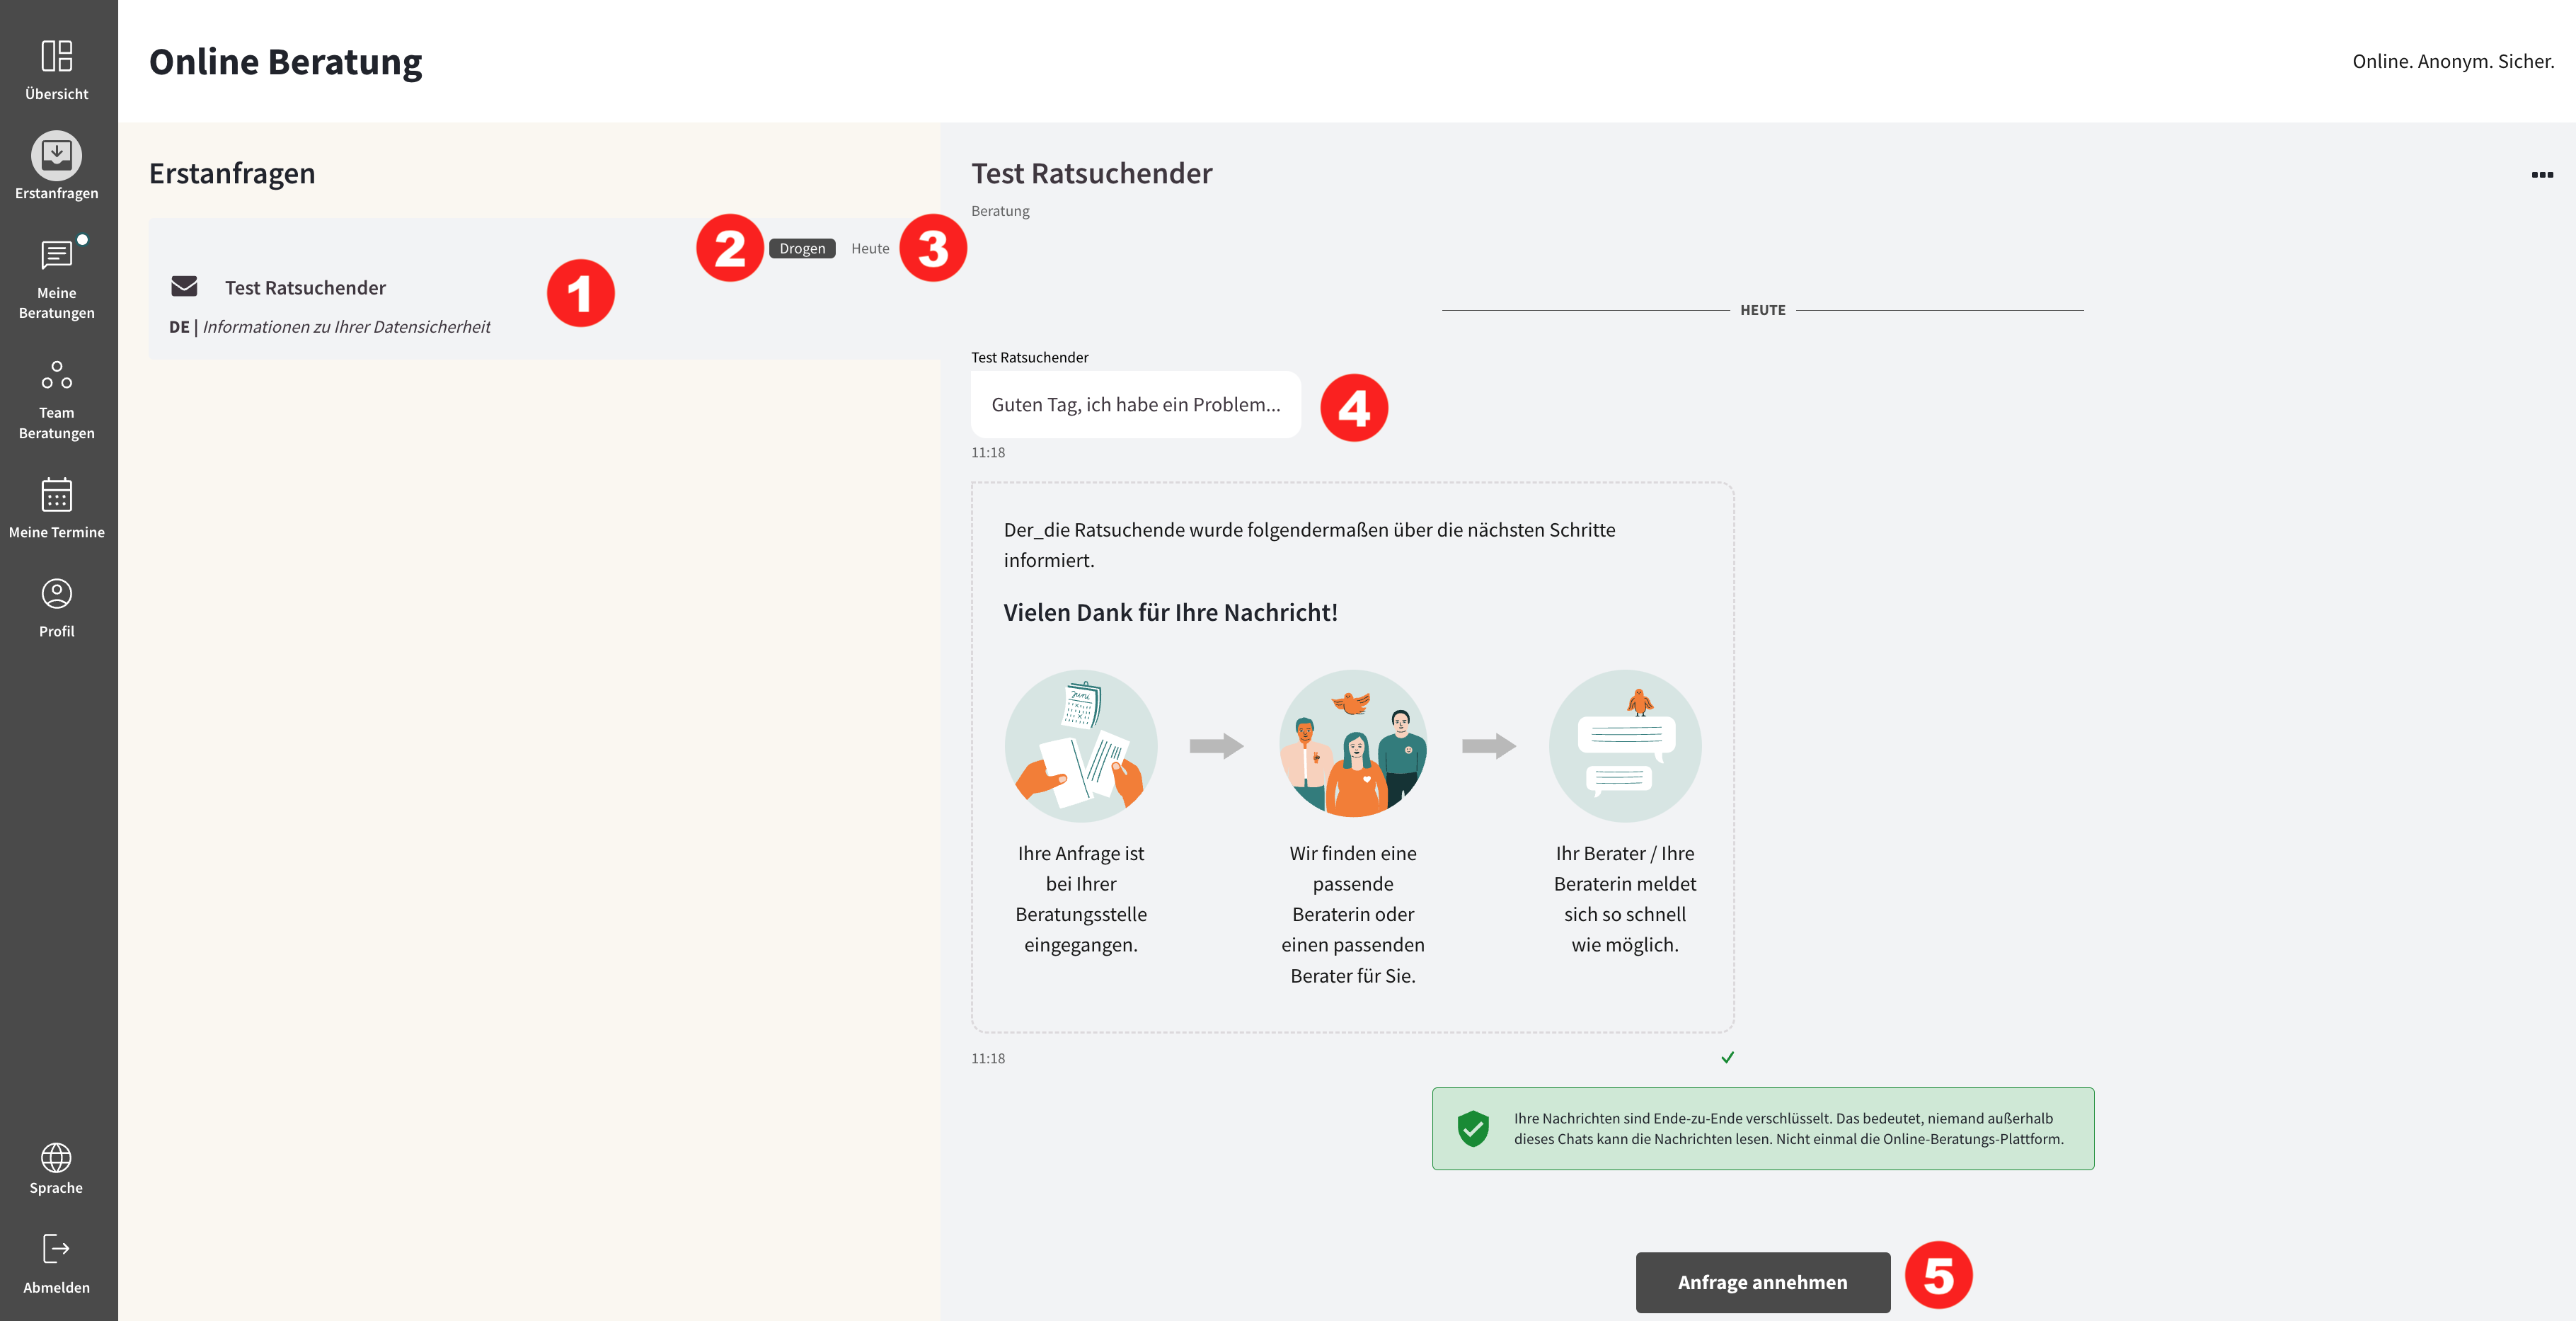 Übersicht
Erstanfragen
Meine
Beratungen
Team
Beratungen
Meine Termine
Profil
Sprache
Abmelden
Online Beratung
Online. Anonym. Sicher.
Erstanfragen
2
Drogen
Heute
3
Test Ratsuchender
1
DE | Informationen zu Ihrer Datensicherheit
Test Ratsuchender
Beratung
HEUTE
Test Ratsuchender
Guten Tag, ich habe ein Problem...
4
11:18
Der_die Ratsuchende wurde folgendermaßen über die nächsten Schritte
informiert.
Vielen Dank für Ihre Nachricht!
Juni
Ihre Anfrage ist
bei Ihrer
Beratungsstelle
eingegangen.
Wir finden eine
passende
Beraterin oder
einen passenden
Berater für Sie.
Ihr Berater / Ihre
Beraterin meldet
sich so schnell
wie möglich.
11:18
Ihre Nachrichten sind Ende-zu-Ende verschlüsselt. Das bedeutet, niemand außerhalb
dieses Chats kann die Nachrichten lesen. Nicht einmal die Online-Beratungs-Plattform.
Anfrage annehmen
5